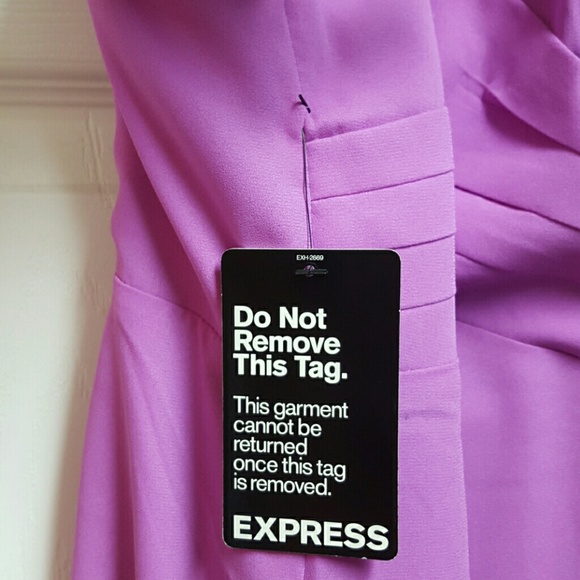 EXH-2669
Do Not
Remove
This Tag.
This garment
cannot be
returned
once this tag
is removed.
EXPRESS